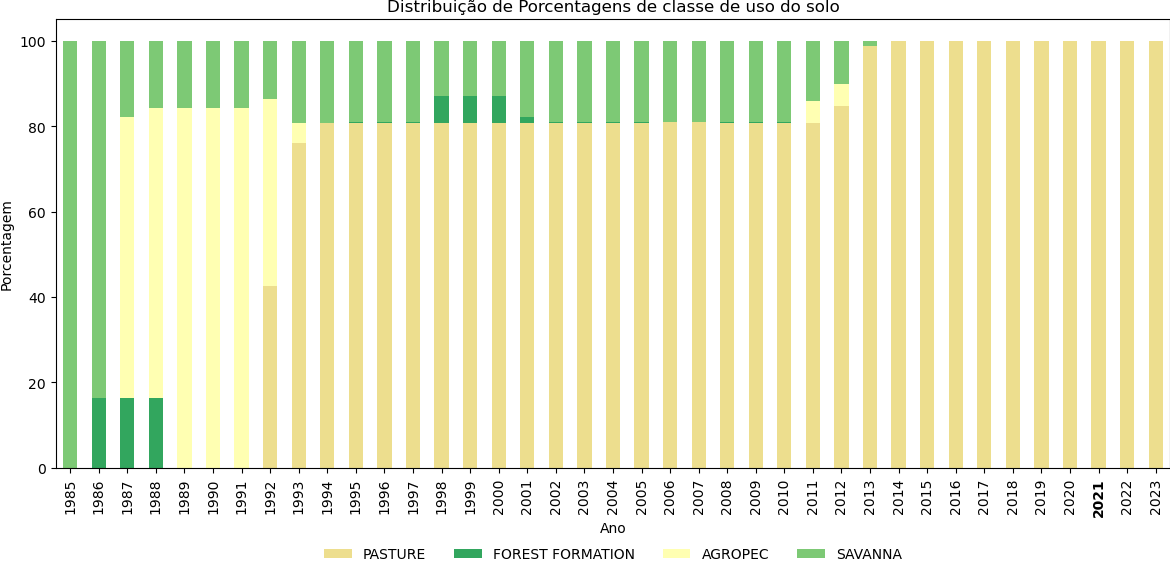 Distribuição de Porcentagens de classe de uso do solo
Porcentagem
100
80
60
40
20
0
1985 1986 1987 1988 1989 1990 1991 1992 1993 1994 1995 1996 1997 1998 1999 2000 2001 2002 2003 2004 2005 2006 2007 2008 2009 2010 2011 2012 2013 2014 2015 2016 2017 2018 2019 2020 2021 2022 2023
Ano
PASTURE FOREST FORMATION AGROPEC SAVANNA